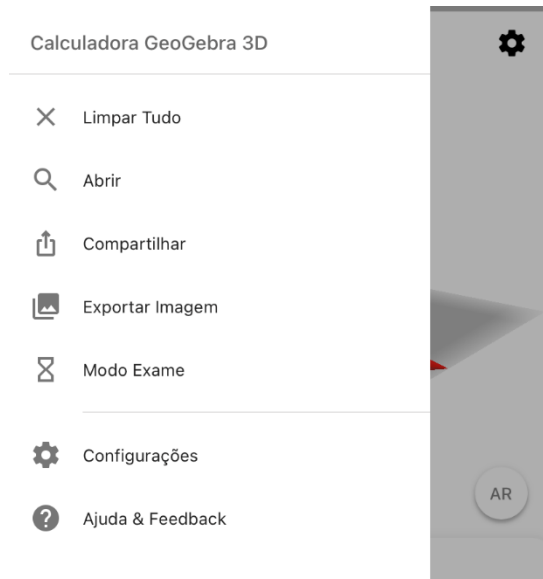 Calculadora GeoGebra 3D
Limpar Tudo
Abrir
Compartilhar
Exportar Imagem
Modo Exame
Configurações
Ajuda & Feedback
AR